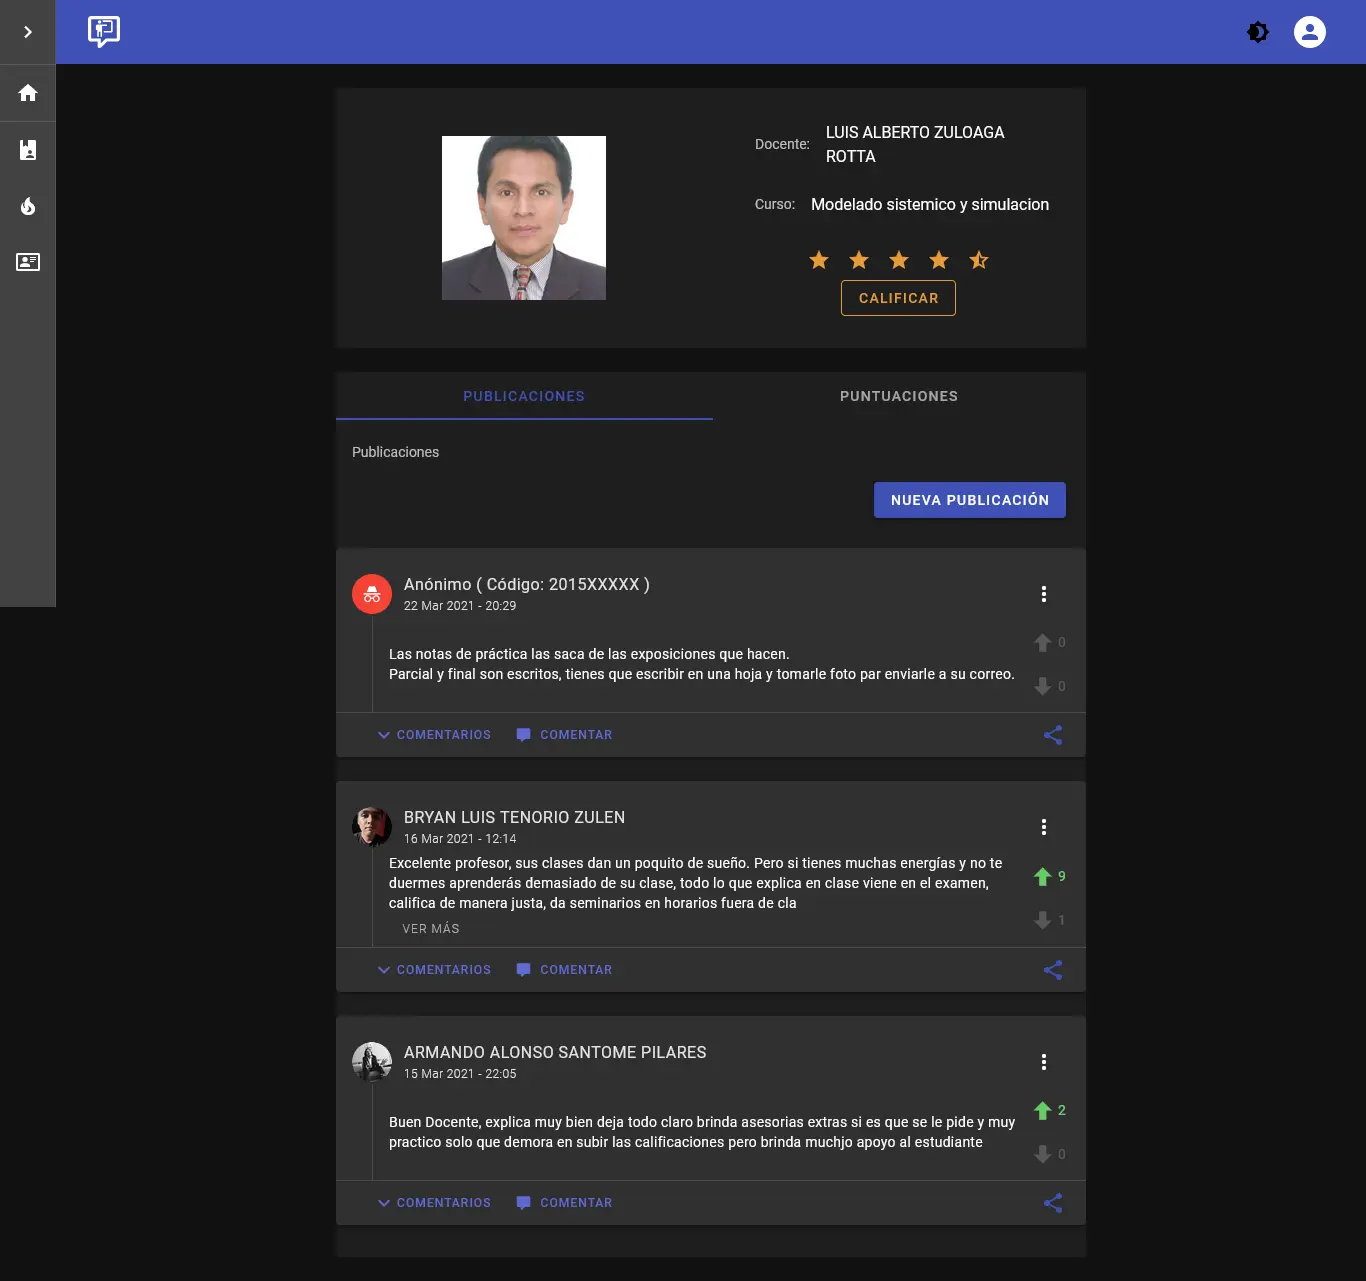 Docente:
LUIS ALBERTO ZULOAGA
ROTTA
Curso:
Modelado sistemico y simulacion
CALIFICAR
PUBLICACIONES
PUNTUACIONES
Publicaciones
NUEVA PUBLICACIÓN
Anónimo ( Código: 2015XXXXX )
22 Mar 2021 - 20:29
0
Las notas de práctica las saca de las exposiciones que hacen.
Parcial y final son escritos, tienes que escribir en una hoja y tomarle foto par enviarle a su correo.
0
COMENTARIOS
COMENTAR
BRYAN LUIS TENORIO ZULEN
16 Mar 2021 - 12:14
Excelente profesor, sus clases dan un poquito de sueño. Pero si tienes muchas energías y no te
9
duermes aprenderás demasiado de su clase, todo lo que explica en clase viene en el examen,
califica de manera justa, da seminarios en horarios fuera de cla
1
VER MÁS
COMENTARIOS
COMENTAR
ARMANDO ALONSO SANTOME PILARES
15 Mar 2021 - 22:05
2
Buen Docente, explica muy bien deja todo claro brinda asesorias extras si es que se le pide y muy
practico solo que demora en subir las calificaciones pero brinda muchjo apoyo al estudiante
0
COMENTARIOS
COMENTAR